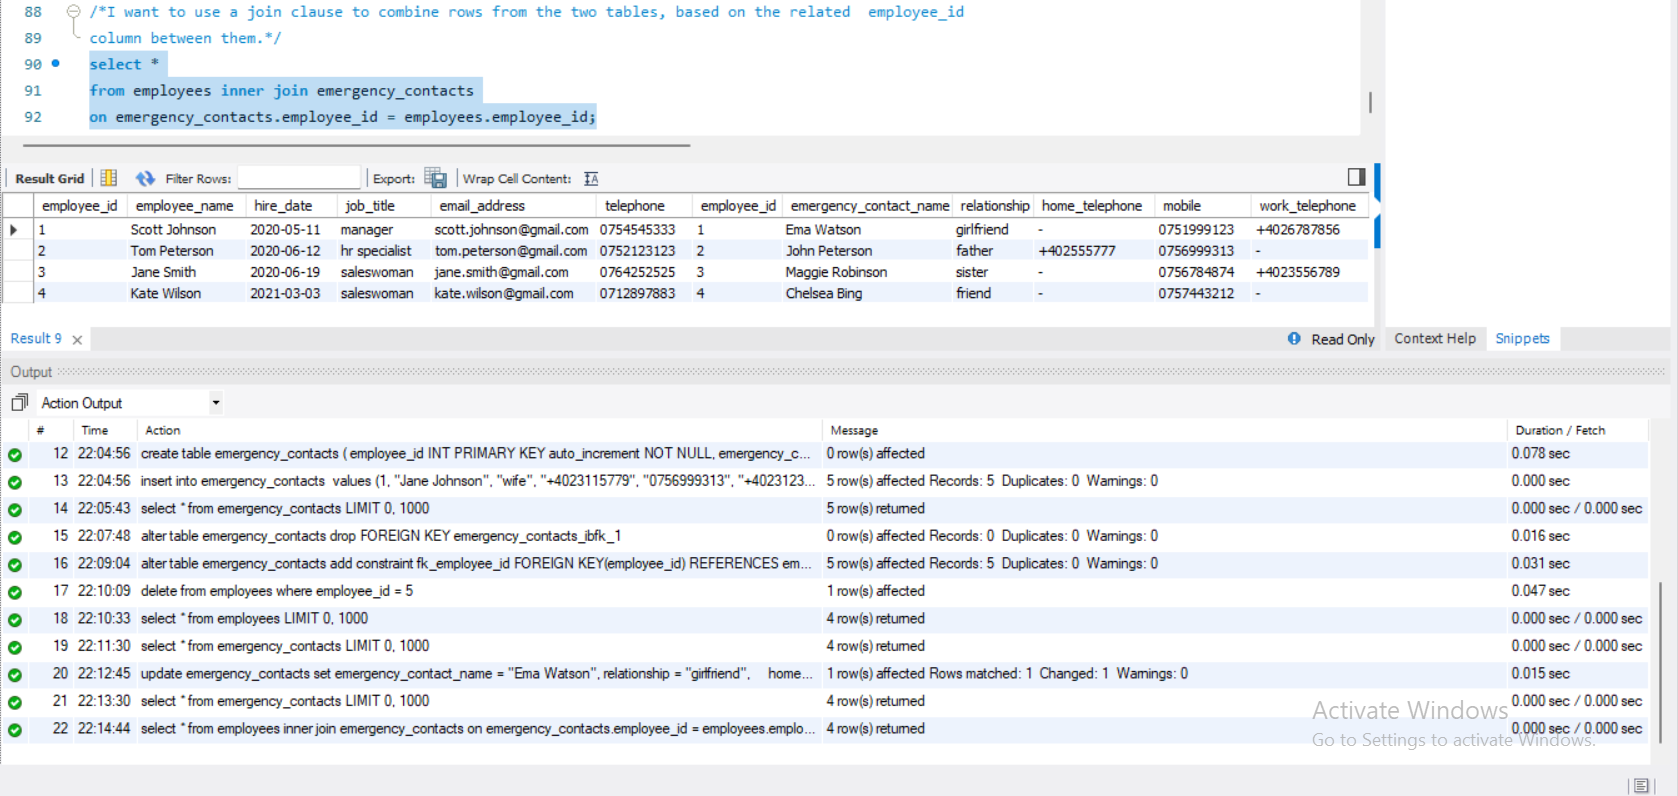 88 /*I want to use a join clause to combine rows from the two tables, based on the related  employee_id
89 column between them.*/
90 select *
91 from employees inner join emergency_contacts
92 on emergency_contacts.employee_id = employees.employee_id;
Result Grid Filter Rows: Export: Wrap Cell Content: IA
employee_id employee_name hire_date job_title email_address telephone employee_id emergency_contact_name relationship home_telephone mobile work_telephone
1 Scott Johnson 2020-05-11 manager scott.johnson@gmail.com 0754545333 1 Ema Watson girlfriend - 0751999123 +4026787856
2 Tom Peterson 2020-06-12 hr specialist tom.peterson@gmail.com 0752123123 2 John Peterson father +402555777 0756999313 -
3 Jane Smith 2020-06-19 saleswoman jane.smith@gmail.com 0764252525 3 Maggie Robinson sister - 0756784874 +4023556789
4 Kate Wilson 2021-03-03 saleswoman kate.wilson@gmail.com 0712897883 4 Chelsea Bing friend - 0757443212 -
Result 9 Read Only Context Help Snippets
Output
Action Output
# Time Action Message Duration / Fetch
12 22:04:56 create table emergency_contacts ( employee_id INT PRIMARY KEY auto_increment NOT NULL, emergency_c... 0 row(s) affected 0.078 sec
13 22:04:56 insert into emergency_contacts  values (1, "Jane Johnson", "wife", "+4023115779", "0756999313", "+4023123... 5 row(s) affected Records: 5  Duplicates: 0  Warnings: 0 0.000 sec
14 22:05:43 select * from emergency_contacts LIMIT 0, 1000 5 row(s) returned 0.000 sec / 0.000 sec
15 22:07:48 alter table emergency_contacts drop FOREIGN KEY emergency_contacts_ibfk_1 0 row(s) affected Records: 0  Duplicates: 0  Warnings: 0 0.016 sec
16 22:09:04 alter table emergency_contacts add constraint fk_employee_id FOREIGN KEY(employee_id) REFERENCES em... 5 row(s) affected Records: 5  Duplicates: 0  Warnings: 0 0.031 sec
17 22:10:09 delete from employees where employee_id = 5 1 row(s) affected 0.047 sec
18 22:10:33 select * from employees LIMIT 0, 1000 4 row(s) returned 0.000 sec / 0.000 sec
19 22:11:30 select * from emergency_contacts LIMIT 0, 1000 4 row(s) returned 0.000 sec / 0.000 sec
20 22:12:45 update emergency_contacts set emergency_contact_name = "Ema Watson", relationship = "girlfriend",     home... 1 row(s) affected Rows matched: 1  Changed: 1  Warnings: 0 0.015 sec
21 22:13:30 select * from emergency_contacts LIMIT 0, 1000 4 row(s) returned 0.000 sec / 0.000 sec
22 22:14:44 select * from employees inner join emergency_contacts on emergency_contacts.employee_id = employees.emplo... 4 row(s) returned 0.000 sec / 0.000 sec
Activate Windows
Go to Settings to activate Windows.